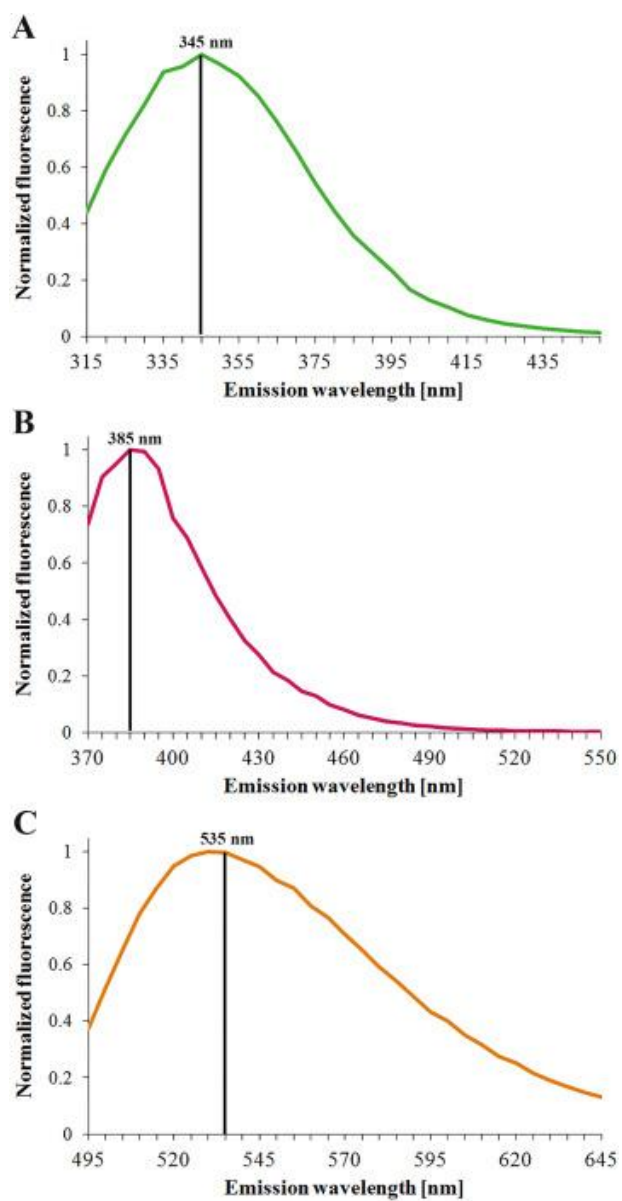 A
345 nm
Normalized fluorescence
1
0.8
0.6
0.4
0.2
0
315 335 355 375 395 415 435
Emission wavelength [nm]
B
385 nm
Normalized fluorescence
1
0.8
0.6
0.4
0.2
0
370 400 430 460 490 520 550
Emission wavelength [nm]
C
535 nm
Normalized fluorescence
1
0.8
0.6
0.4
0.2
0
495 520 545 570 595 620 645
Emission wavelength [nm]